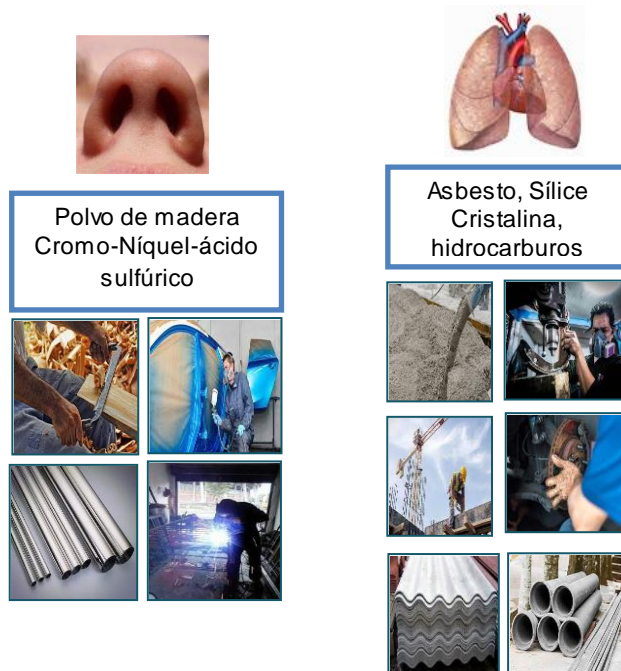 Polvo de madera
Cromo-Níquel-ácido
sulfúrico
Asbesto, Sílice
Cristalina,
hidrocarburos